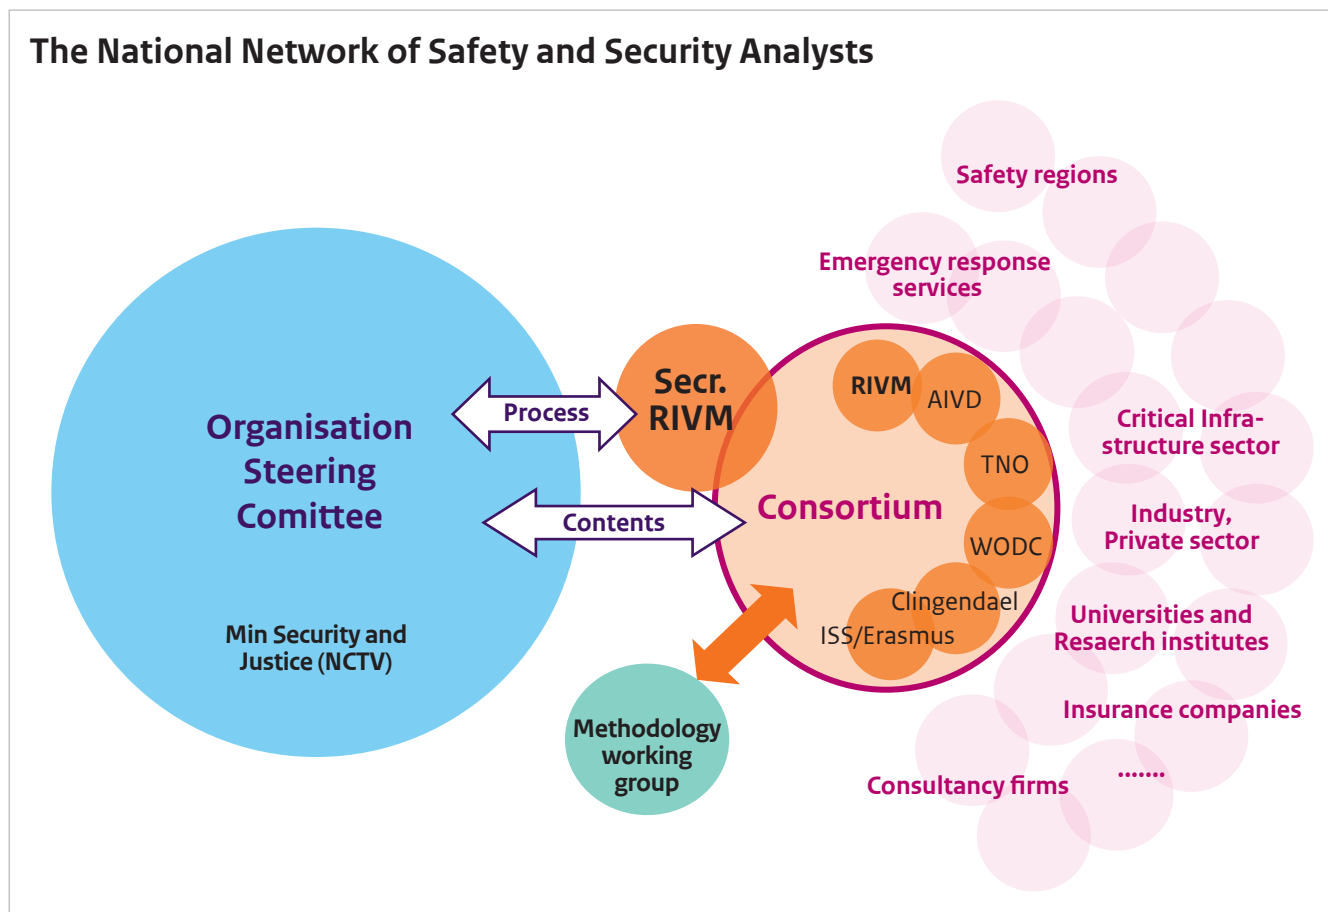 The National Network of Safety and Security Analysts
Safety regions
Emergency response
services
Secr.
RIVM
RIVM
AIVD
Process
Organisation
Steering
Comittee
Critical Infra-
structure sector
TNO
Consortium
Contents
Industry,
Private sector
WODC
Clingendael
ISS/Erasmus
Universities and
Resaerch institutes
Min Security and
Justice (NCTV)
Insurance companies
Methodology
working
group
Consultancy firms
.......